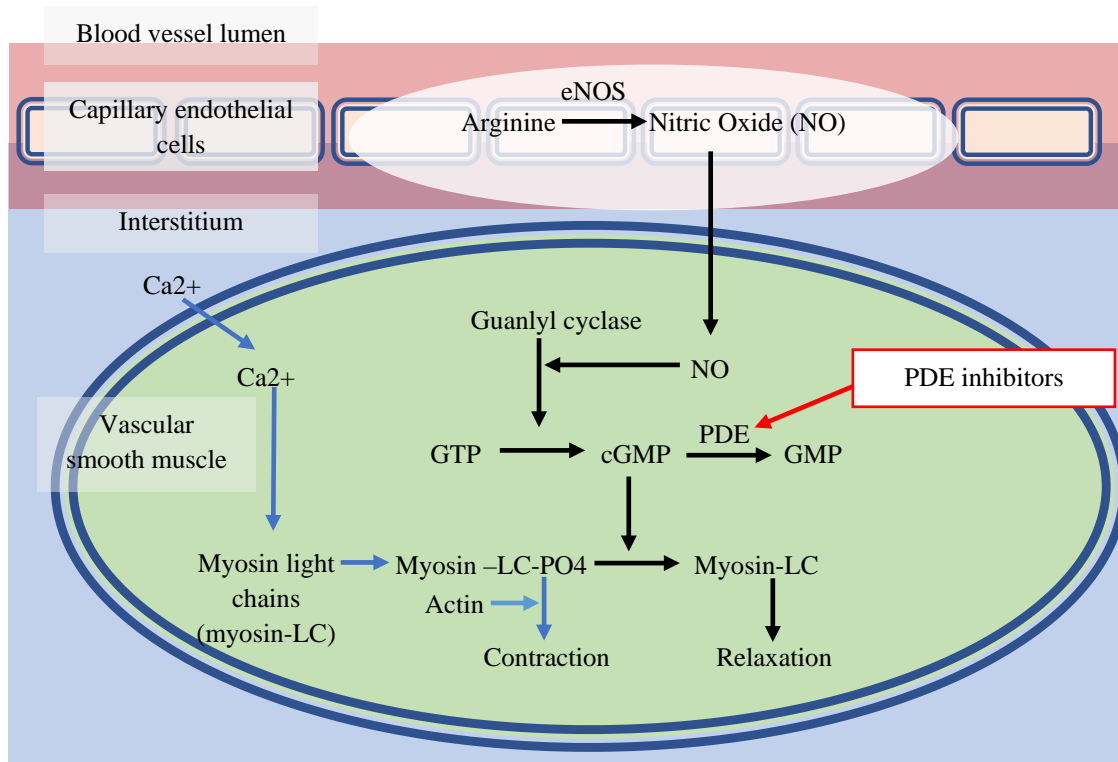 Blood vessel lumen
eNOS
Capillary endothelial
cells
Arginine
Nitric Oxide (NO)
Interstitium
Ca2+
Guanlyl cyclase
Ca2+
NO
PDE inhibitors
Vascular
smooth muscle
PDE
GTP
cGMP
GMP
Myosin light
chains
(myosin-LC)
Myosin –LC-PO4
Myosin-LC
Actin
Contraction
Relaxation